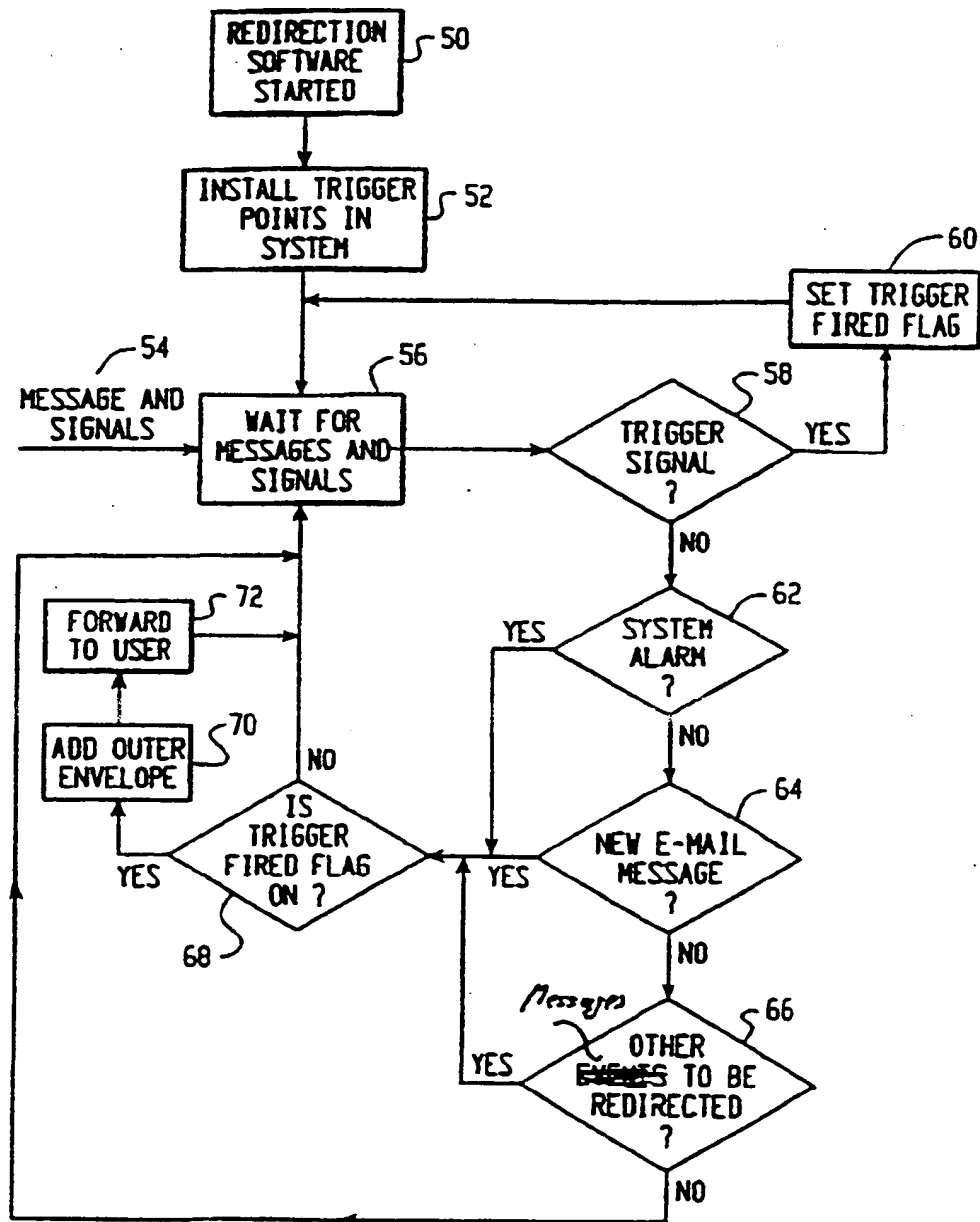 REDIRECTION
SOFTWARE
STARTED
50
INSTALL TRIGGER
POINTS IN
SYSTEM
52
60
SET TRIGGER
FIRED FLAG
54
MESSAGE AND
SIGNALS
56
WAIT FOR
MESSAGES AND
SIGNALS
58
TRIGGER
SIGNAL
?
YES
NO
62
SYSTEM
ALARM
?
YES
NO
72
FORWARD
TO USER
70
ADD OUTER
ENVELOPE
NO
IS
TRIGGER
FIRED FLAG
ON ?
YES
68
64
NEW E-MAIL
MESSAGE
?
YES
NO
Messages
66
OTHER
EVENTS TO BE
REDIRECTED
?
YES
NO